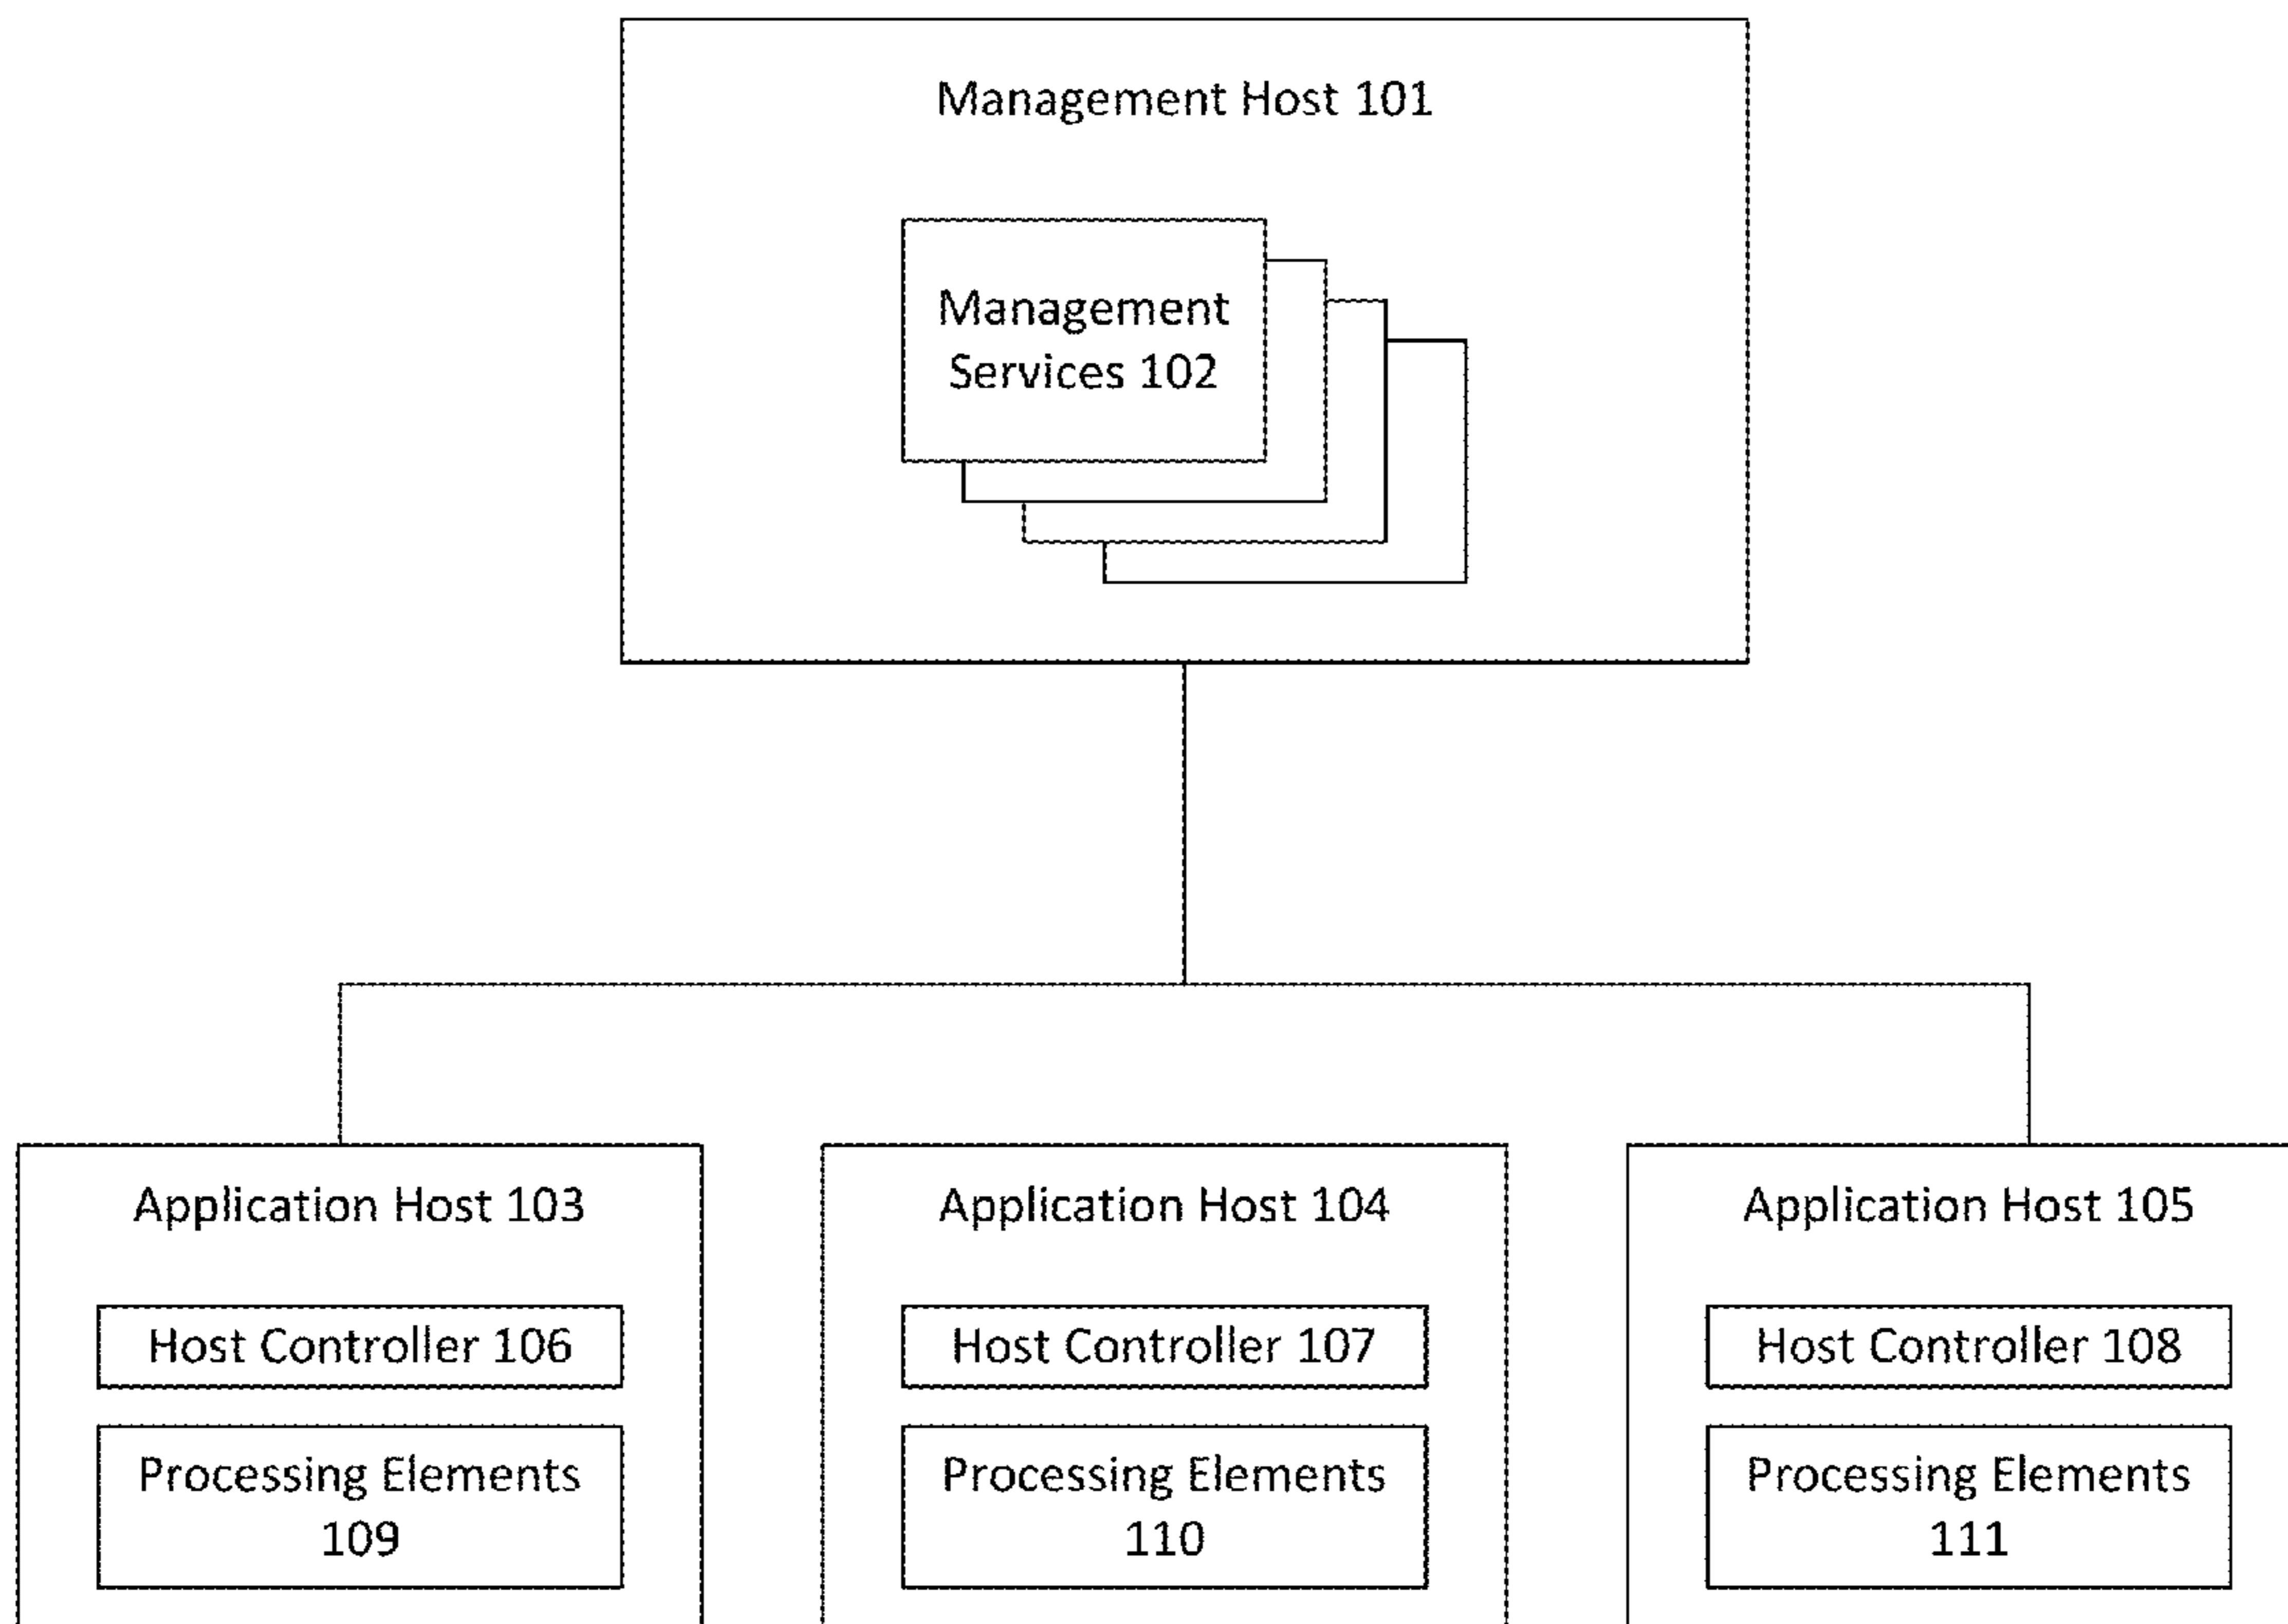 Management Host 101
Management
Services 102
Application Host 103
Host Controller 106
Processing Elements
109
Application Host 104
Host Controller 107
Processing Elements
110
Application Host 105
Host Controller 108
Processing Elements
111